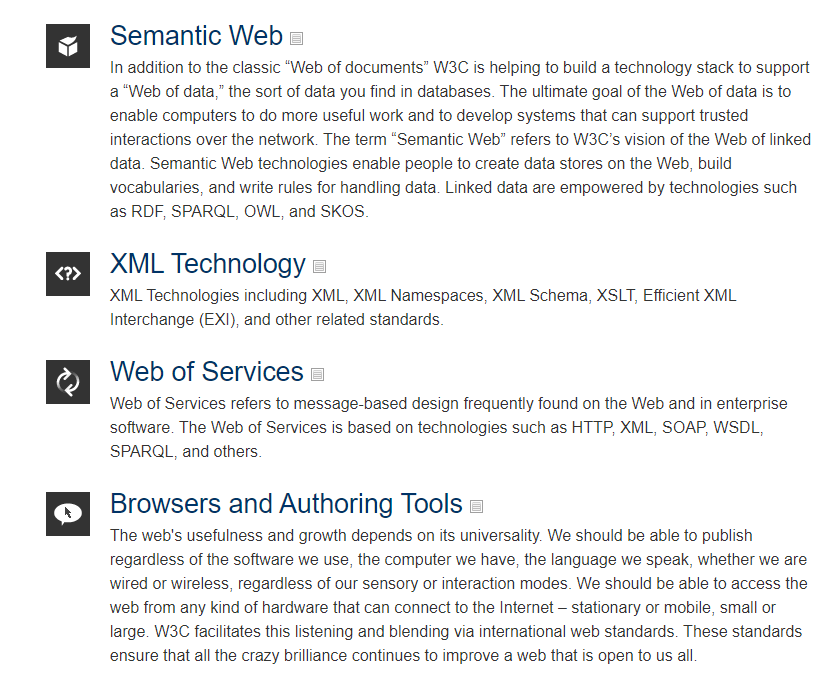 Semantic Web
In addition to the classic “Web of documents” W3C is helping to build a technology stack to support
a “Web of data,” the sort of data you find in databases. The ultimate goal of the Web of data is to
enable computers to do more useful work and to develop systems that can support trusted
interactions over the network. The term “Semantic Web” refers to W3C’s vision of the Web of linked
data. Semantic Web technologies enable people to create data stores on the Web, build
vocabularies, and write rules for handling data. Linked data are empowered by technologies such
as RDF, SPARQL, OWL, and SKOS.
<?>
XML Technology
XML Technologies including XML, XML Namespaces, XML Schema, XSLT, Efficient XML
Interchange (EXI), and other related standards.
Web of Services
Web of Services refers to message-based design frequently found on the Web and in enterprise
software. The Web of Services is based on technologies such as HTTP, XML, SOAP, WSDL,
SPARQL, and others.
Browsers and Authoring Tools
The web's usefulness and growth depends on its universality. We should be able to publish
regardless of the software we use, the computer we have, the language we speak, whether we are
wired or wireless, regardless of our sensory or interaction modes. We should be able to access the
web from any kind of hardware that can connect to the Internet – stationary or mobile, small or
large. W3C facilitates this listening and blending via international web standards. These standards
ensure that all the crazy brilliance continues to improve a web that is open to us all.